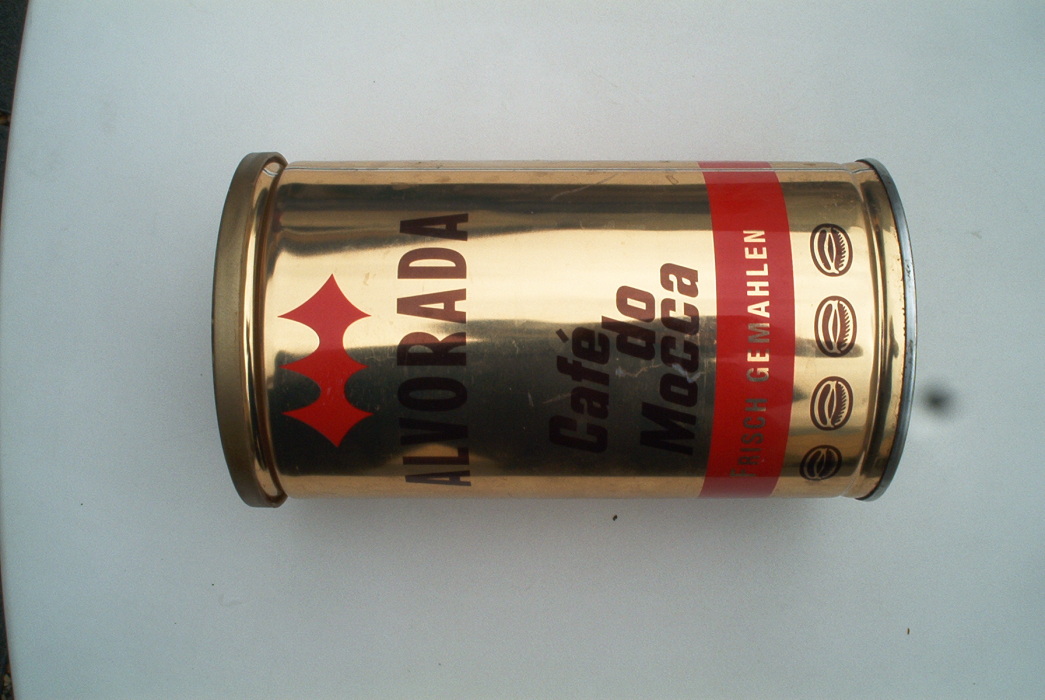 ALVORADA
Café
do
Mocca
FRISCH GEMAHLEN